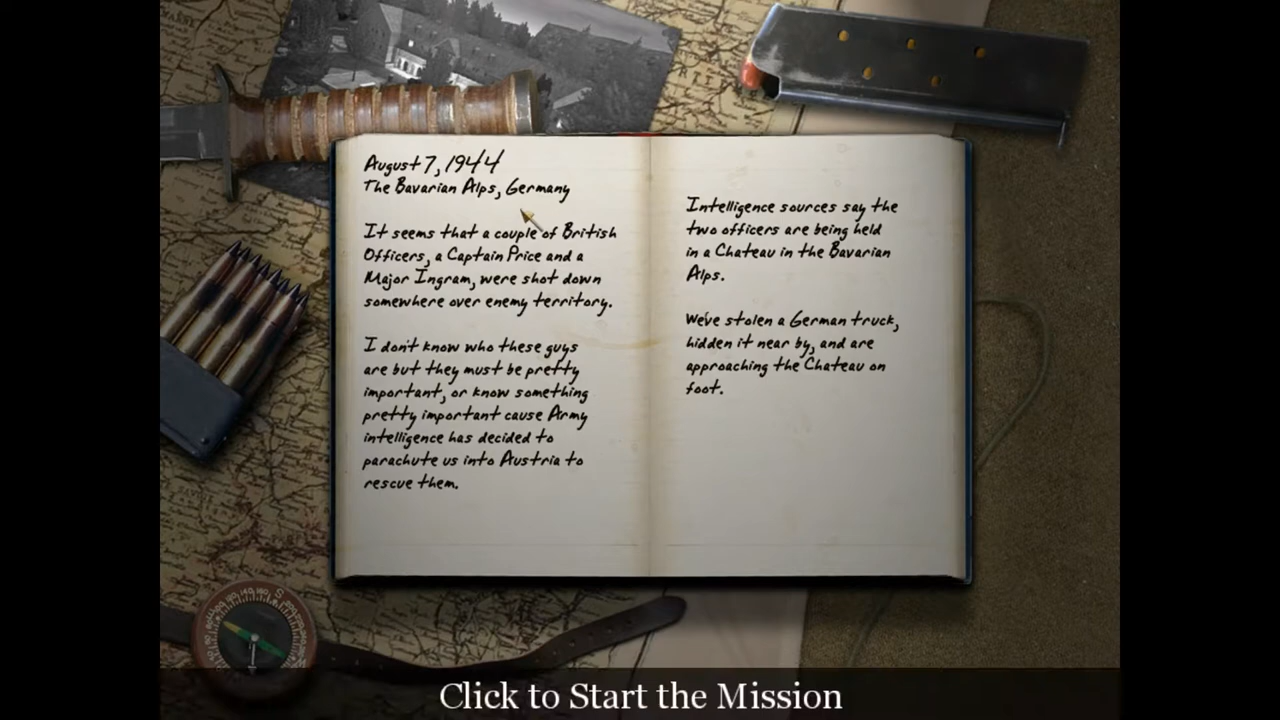 August 7, 1944
The Bavarian Alps, Germany
It seems that a couple of British
Officers, a Captain Price and a
Major Ingram, were shot down
somewhere over enemy territory.
I don't know who these guys
are but they must be pretty
important, or know something
pretty important cause Army
intelligence has decided to
parachute us into Austria to
rescue them.
Intelligence sources say the
two officers are being held
in a Chateau in the Bavarian
Alps.
We've stolen a German truck,
hidden it near by, and are
approaching the Chateau on
foot.
Click to Start the Mission